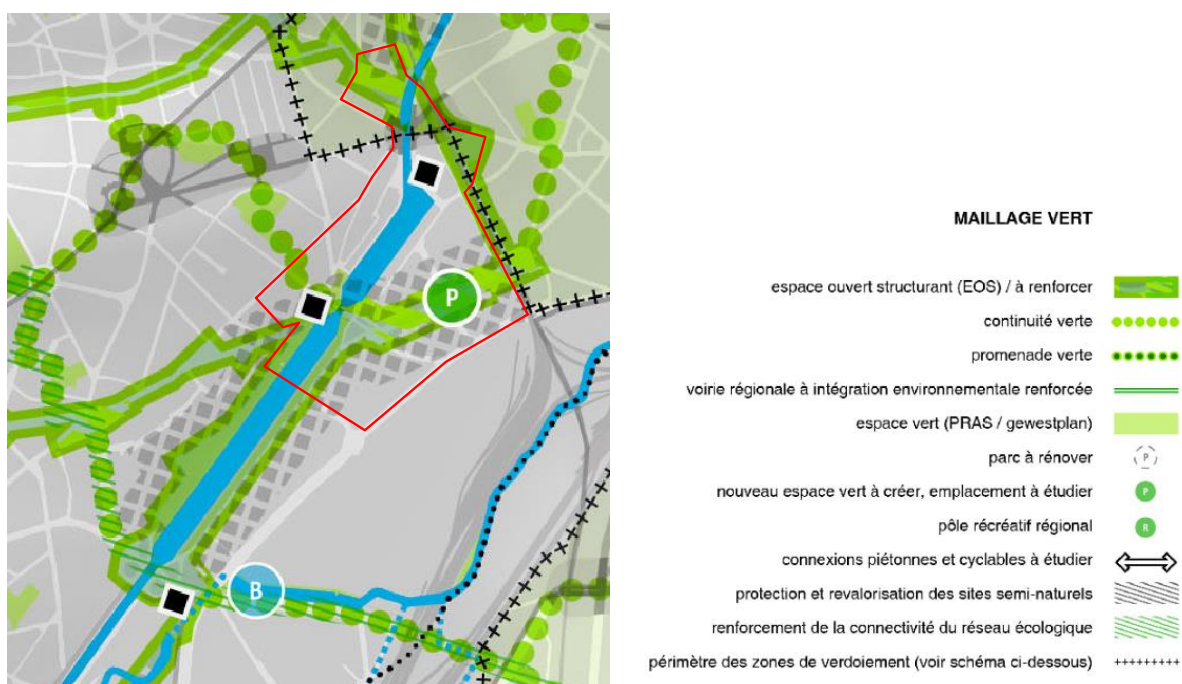 P
B
MAILLAGE VERT
espace ouvert structurant (EOS) / à renforcer
continuité verte
promenade verte
voirie régionale à intégration environnementale renforcée
espace vert (PRAS / gewestplan)
parc à rénover
P
nouveau espace vert à créer, emplacement à étudier
P
pôle récréatif régional
R
connexions piétonnes et cyclables à étudier
protection et revalorisation des sites semi-naturels
renforcement de la connectivité du réseau écologique
périmètre des zones de verdoiement (voir schéma ci-dessous)